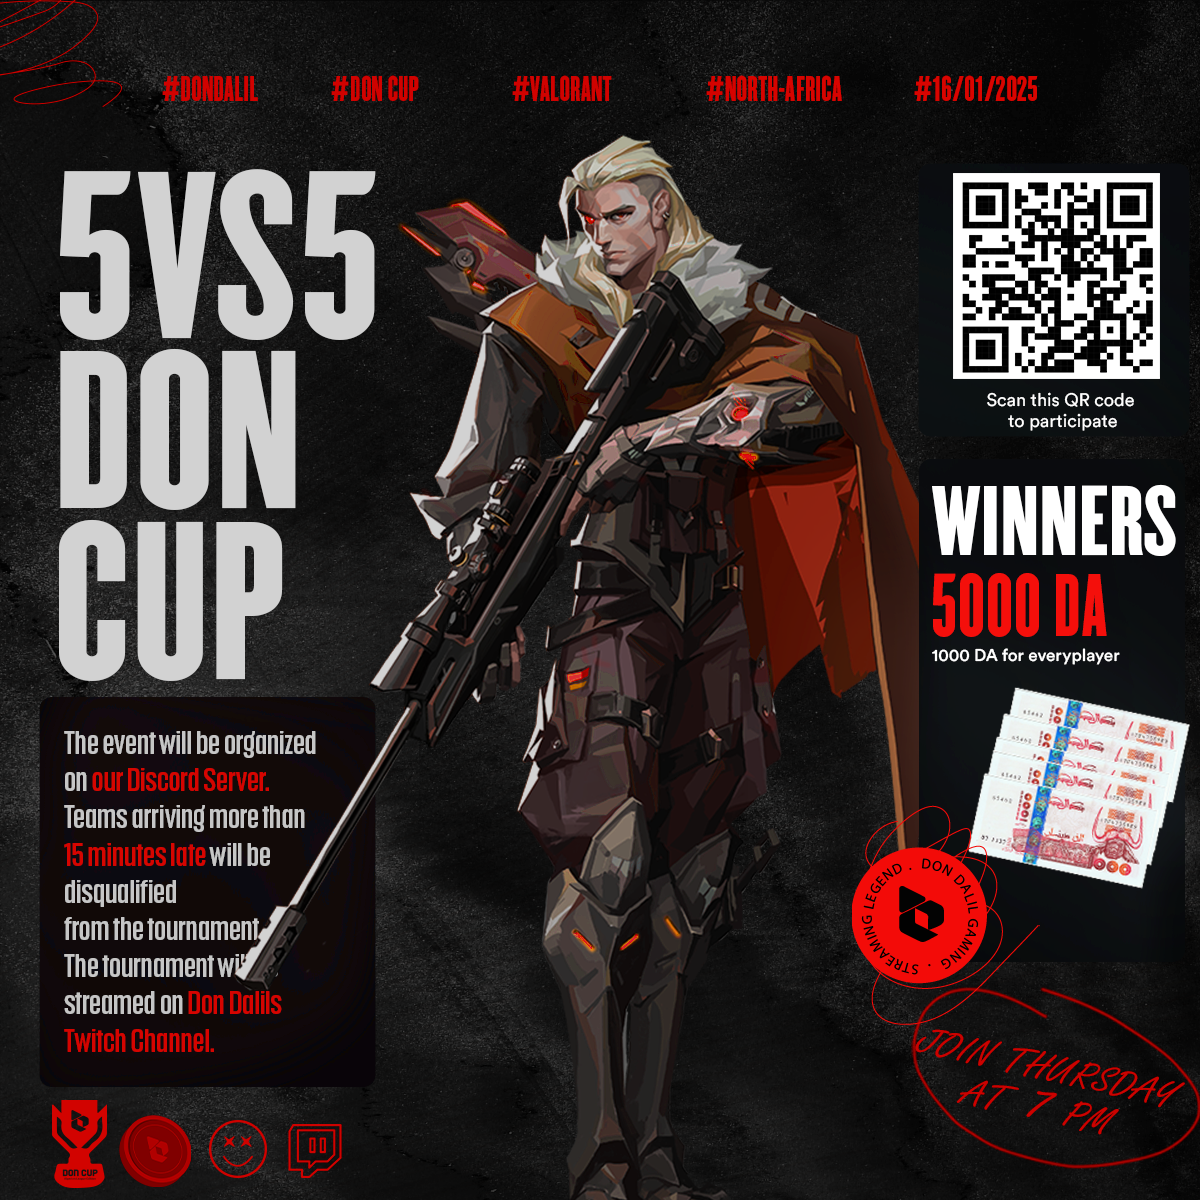 #DONDALIL #DON CUP #VALORANT #NORTH-AFRICA #16/01/2025
5VS5
DON
CUP
The event will be organized
on our Discord Server.
Teams arriving more than
15 minutes late will be
disqualified
from the tournament
The tournament
streamed on Don Dalils
Twitch Channel.
DON CUP
Scan this QR code
to participate
WINNERS
5000 DA
1000 DA for everyplayer
DON DALIL GAMING . STREAMING LEGEND .
JOIN THURSDAY
AT 7 PM